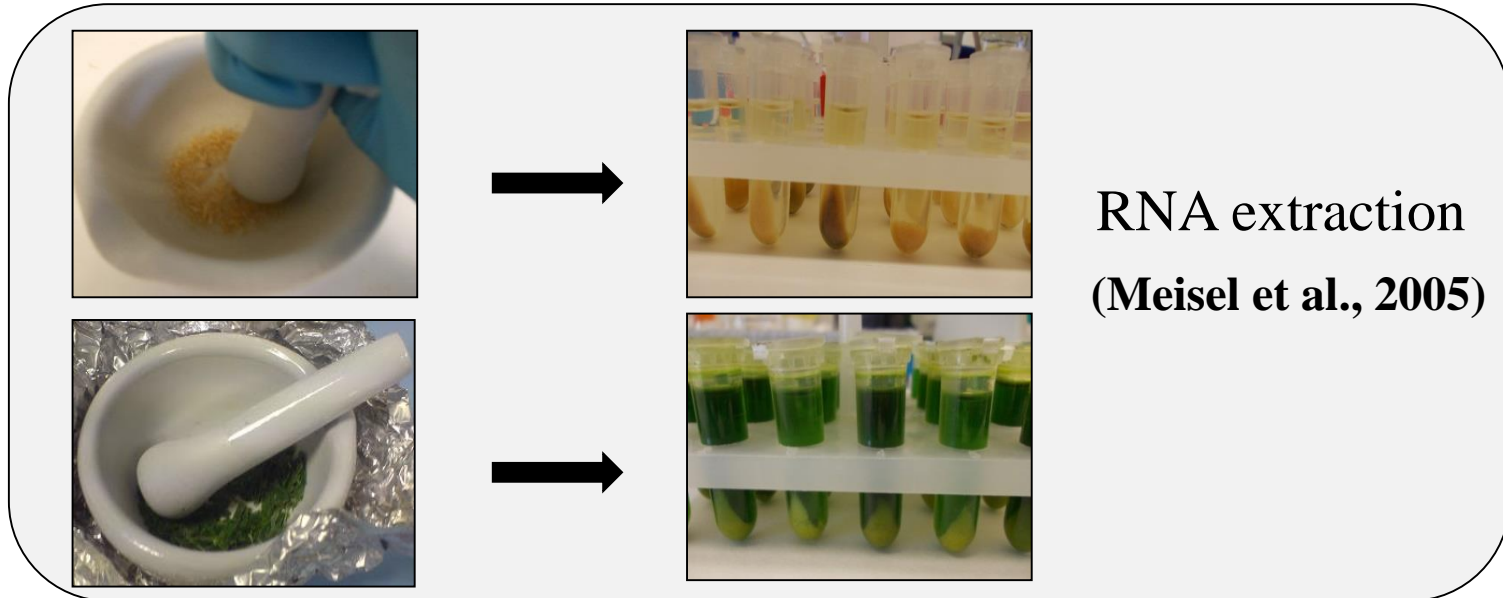 RNA extraction
(Meisel et al., 2005)